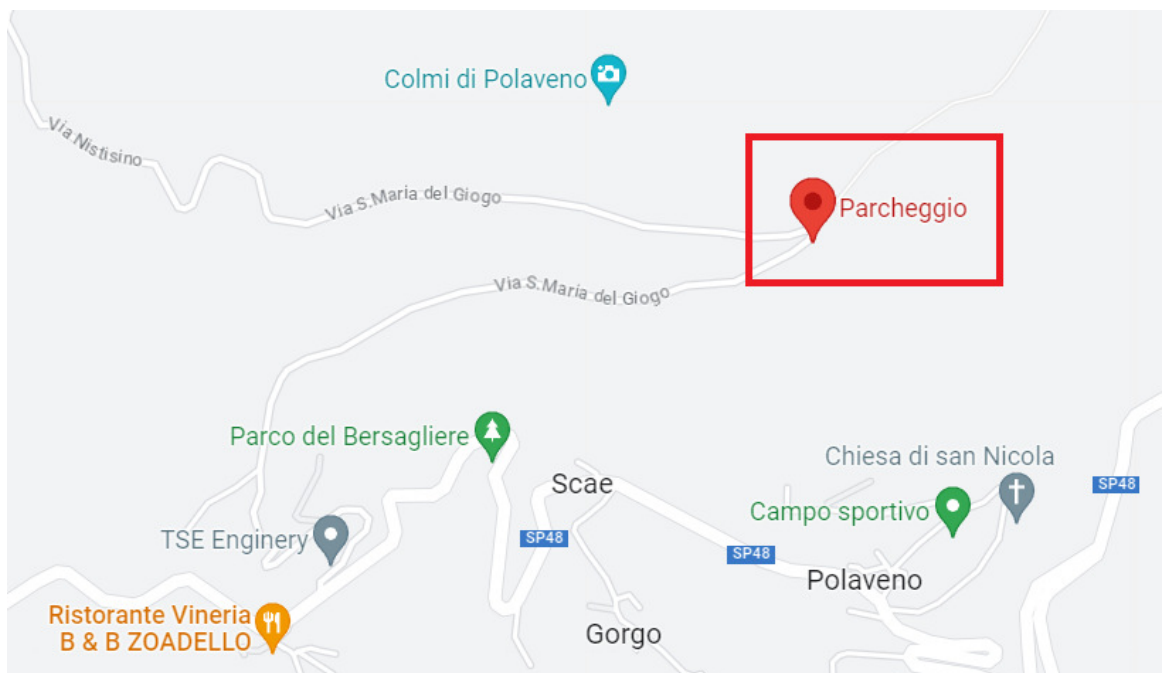 Colmi di Polaveno
Via Nistisino
Via S.Maria del Giogo
Parcheggio
Via S.Maria del Giogo
Parco del Bersagliere
Chiesa di san Nicola
Scae
SP48
Campo sportivo
TSE Enginery
SP48
SP48
Polaveno
Ristorante Vineria
B & B ZOADELLO
Gorgo